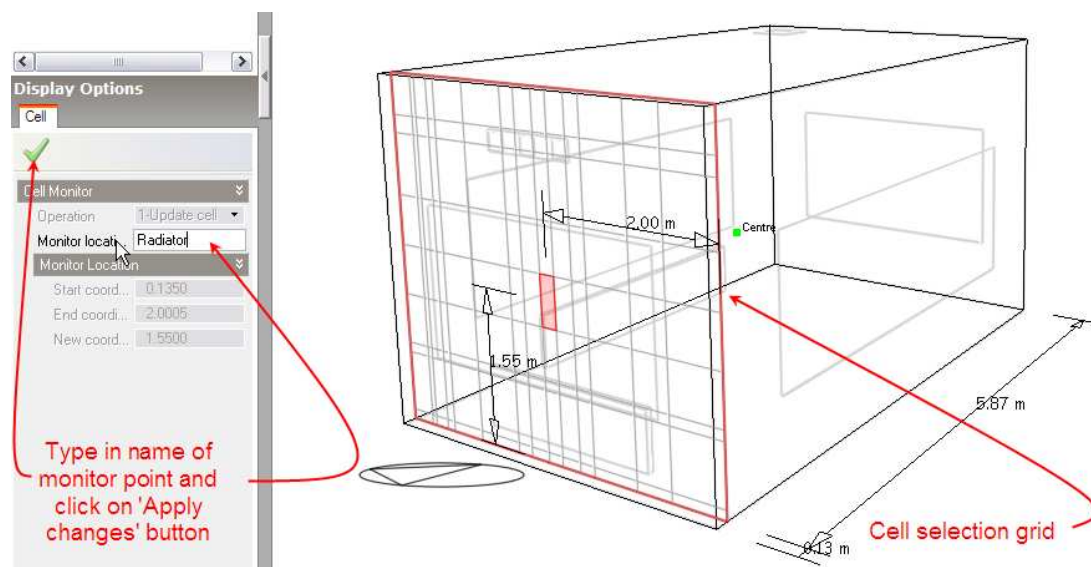 Display Options
Cell
Cell Monitor
Operation 1-Update cell
Monitor locati... Radiator
Monitor Location
Start coord... 0.1350
End coordi... 2.0005
New coord... 1.5500
Type in name of
monitor point and
click on 'Apply
changes' button
2.00 m
Centre
1.55 m
5.87 m
0.13 m
Cell selection grid